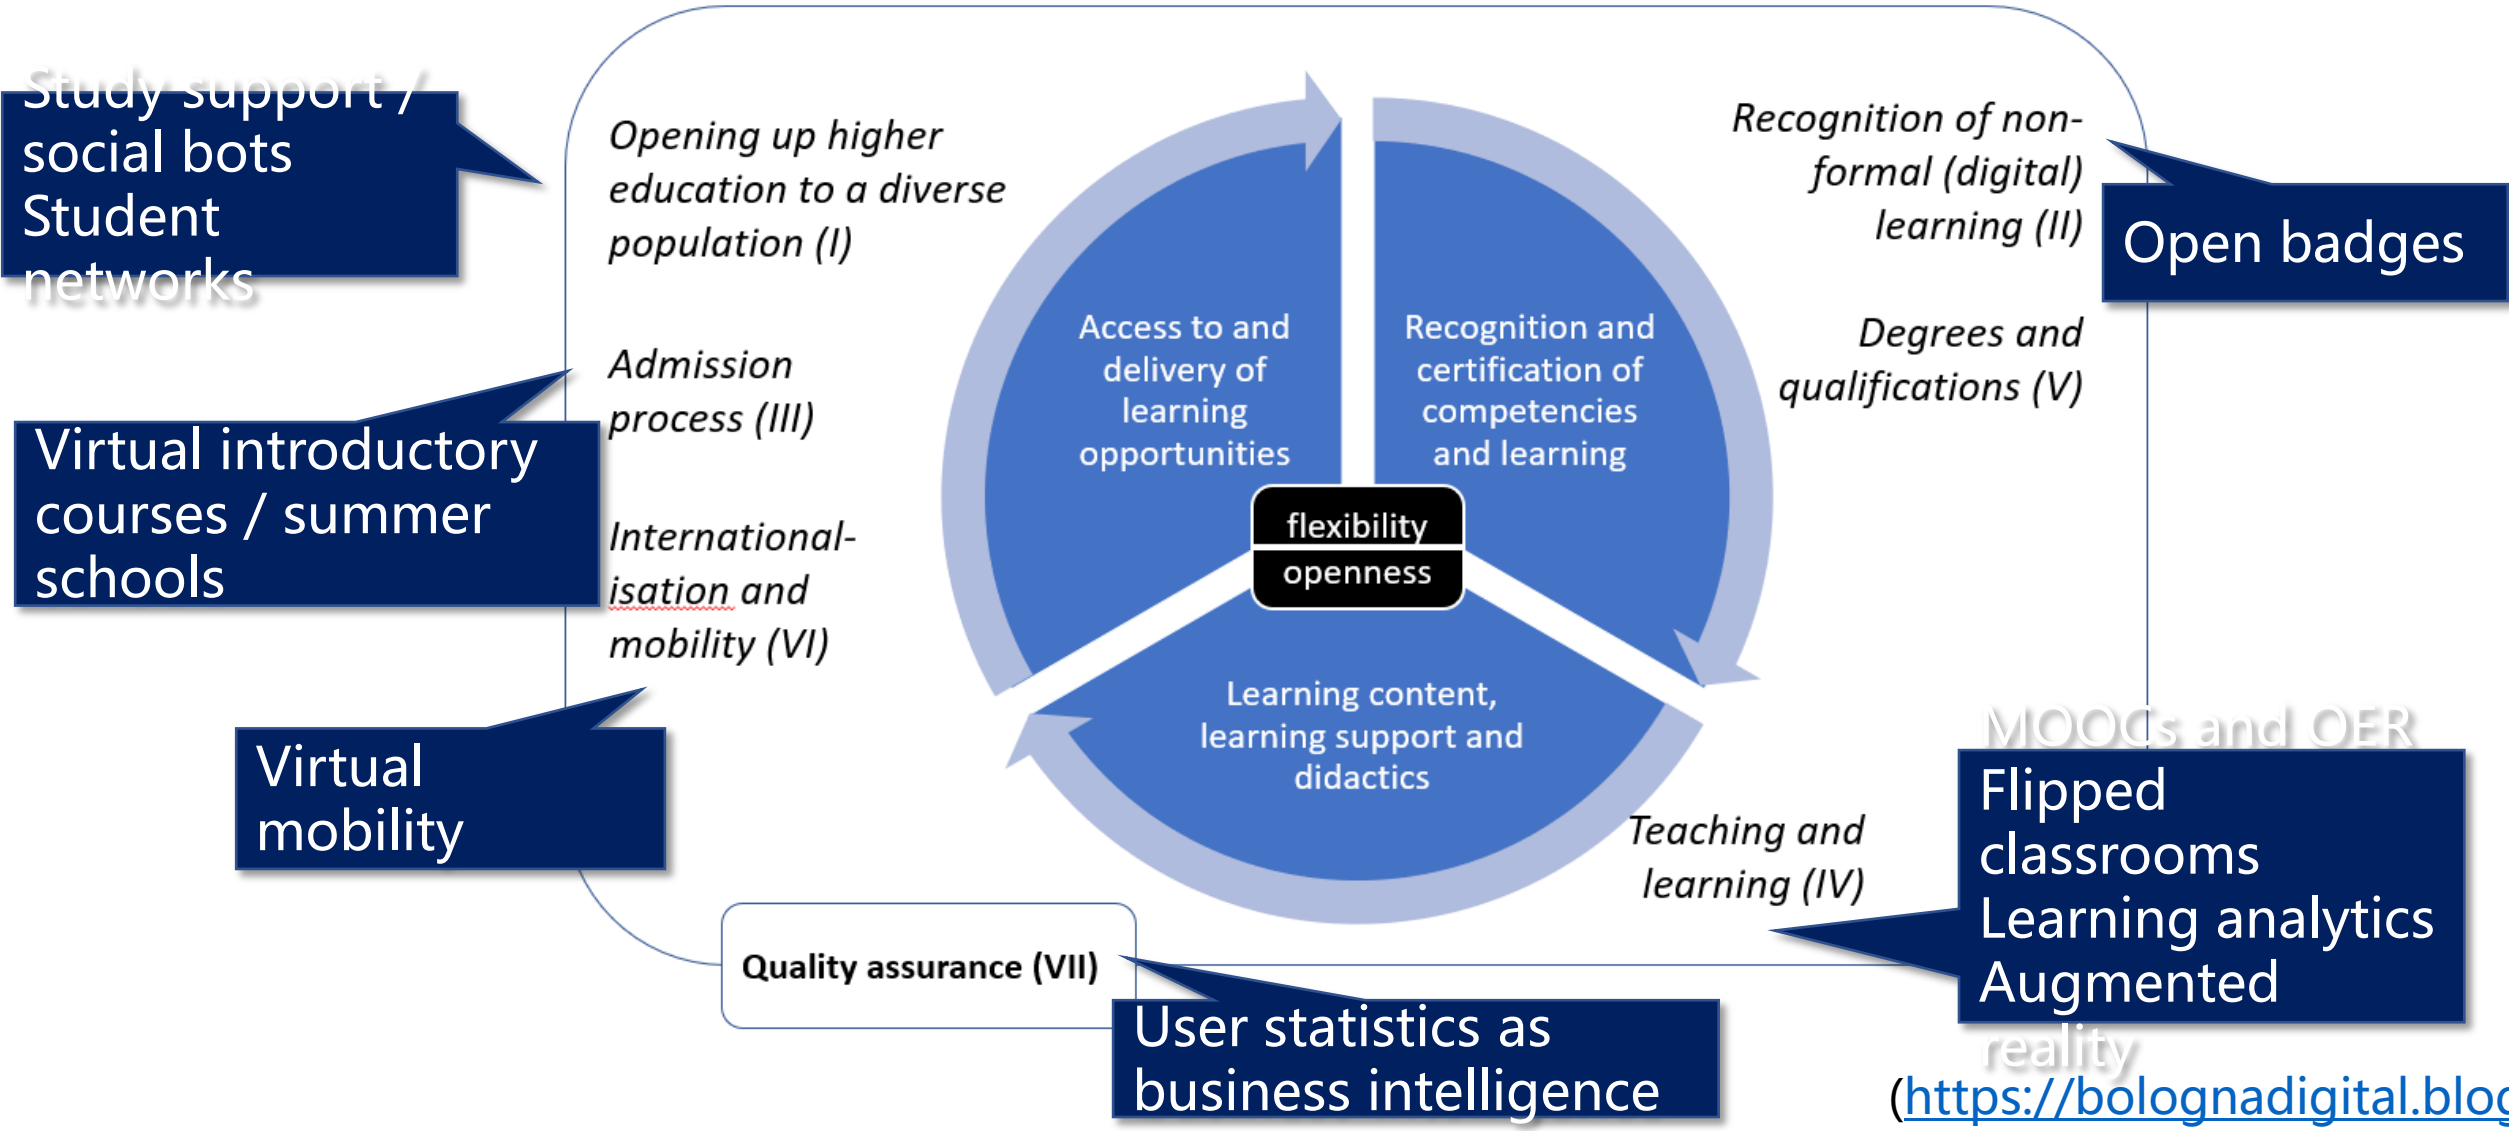 Study support /
social bots
Student
networks
Opening up higher
education to a diverse
population (I)
Admission
process (III)
International-
isation and
mobility (VI)
Virtual introductory
courses / summer
schools
Virtual
mobility
Access to and
delivery of
learning
opportunities
Recognition and
certification of
competencies
and learning
flexibility
openness
Learning content,
learning support and
didactics
Recognition of non-
formal (digital)
learning (II)
Open badges
Degrees and
qualifications (V)
Teaching and
learning (IV)
MOOCs and OER
Flipped
classrooms
Learning analytics
Augmented
reality
Quality assurance (VII)
User statistics as
business intelligence
(https://bolognadigital.blog